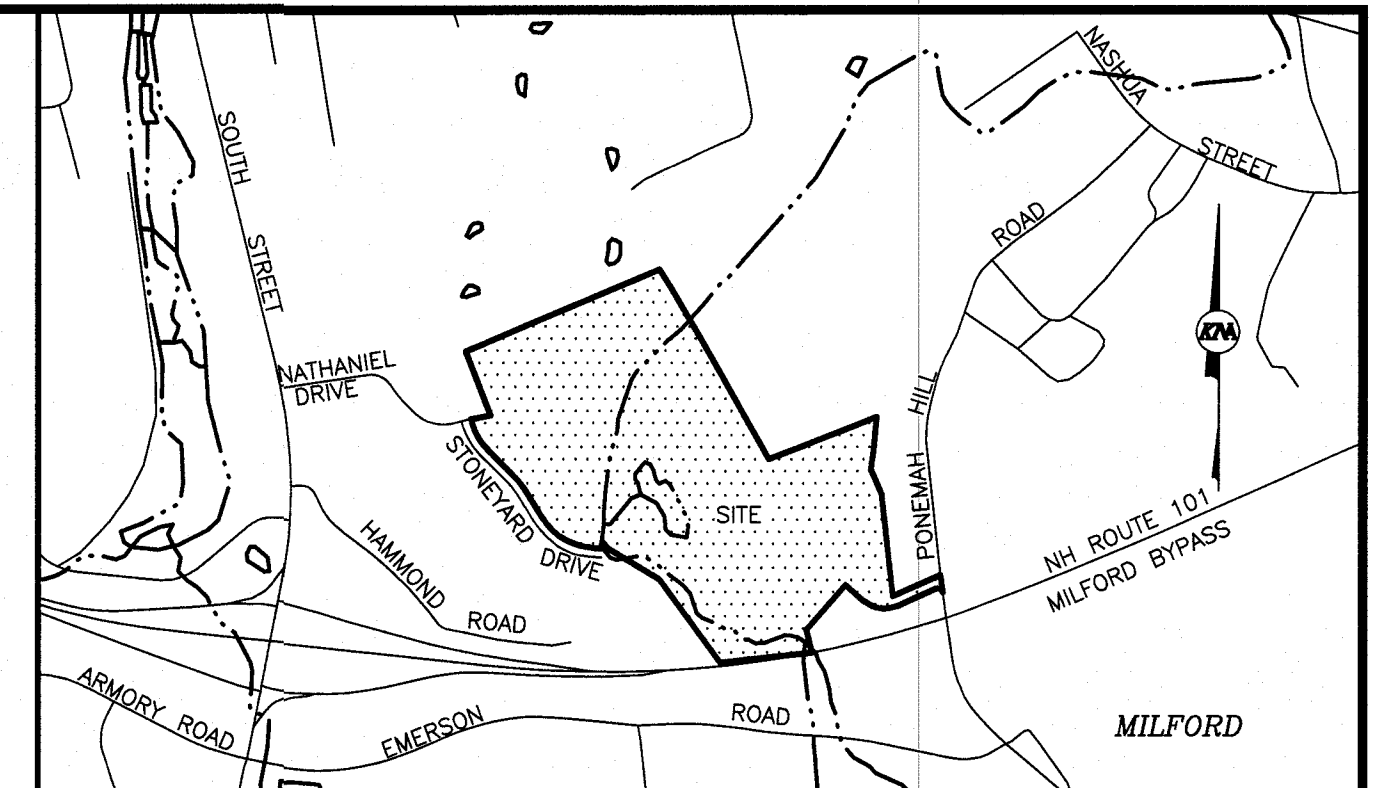 NASHUA
STREET
SOUTH
STREET
ROAD
KNA
NATHANIEL
DRIVE
PONEMAH HILL
STONEYARD DRIVE
SITE
HAMMOND
ROAD
NH ROUTE 101
MILFORD BYPASS
ARMORY ROAD
EMERSON
ROAD
MILFORD